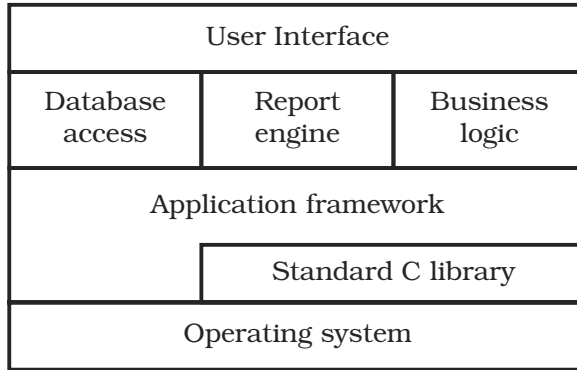 User Interface
Database
access
Report
engine
Business
logic
Application framework
Standard C library
Operating system